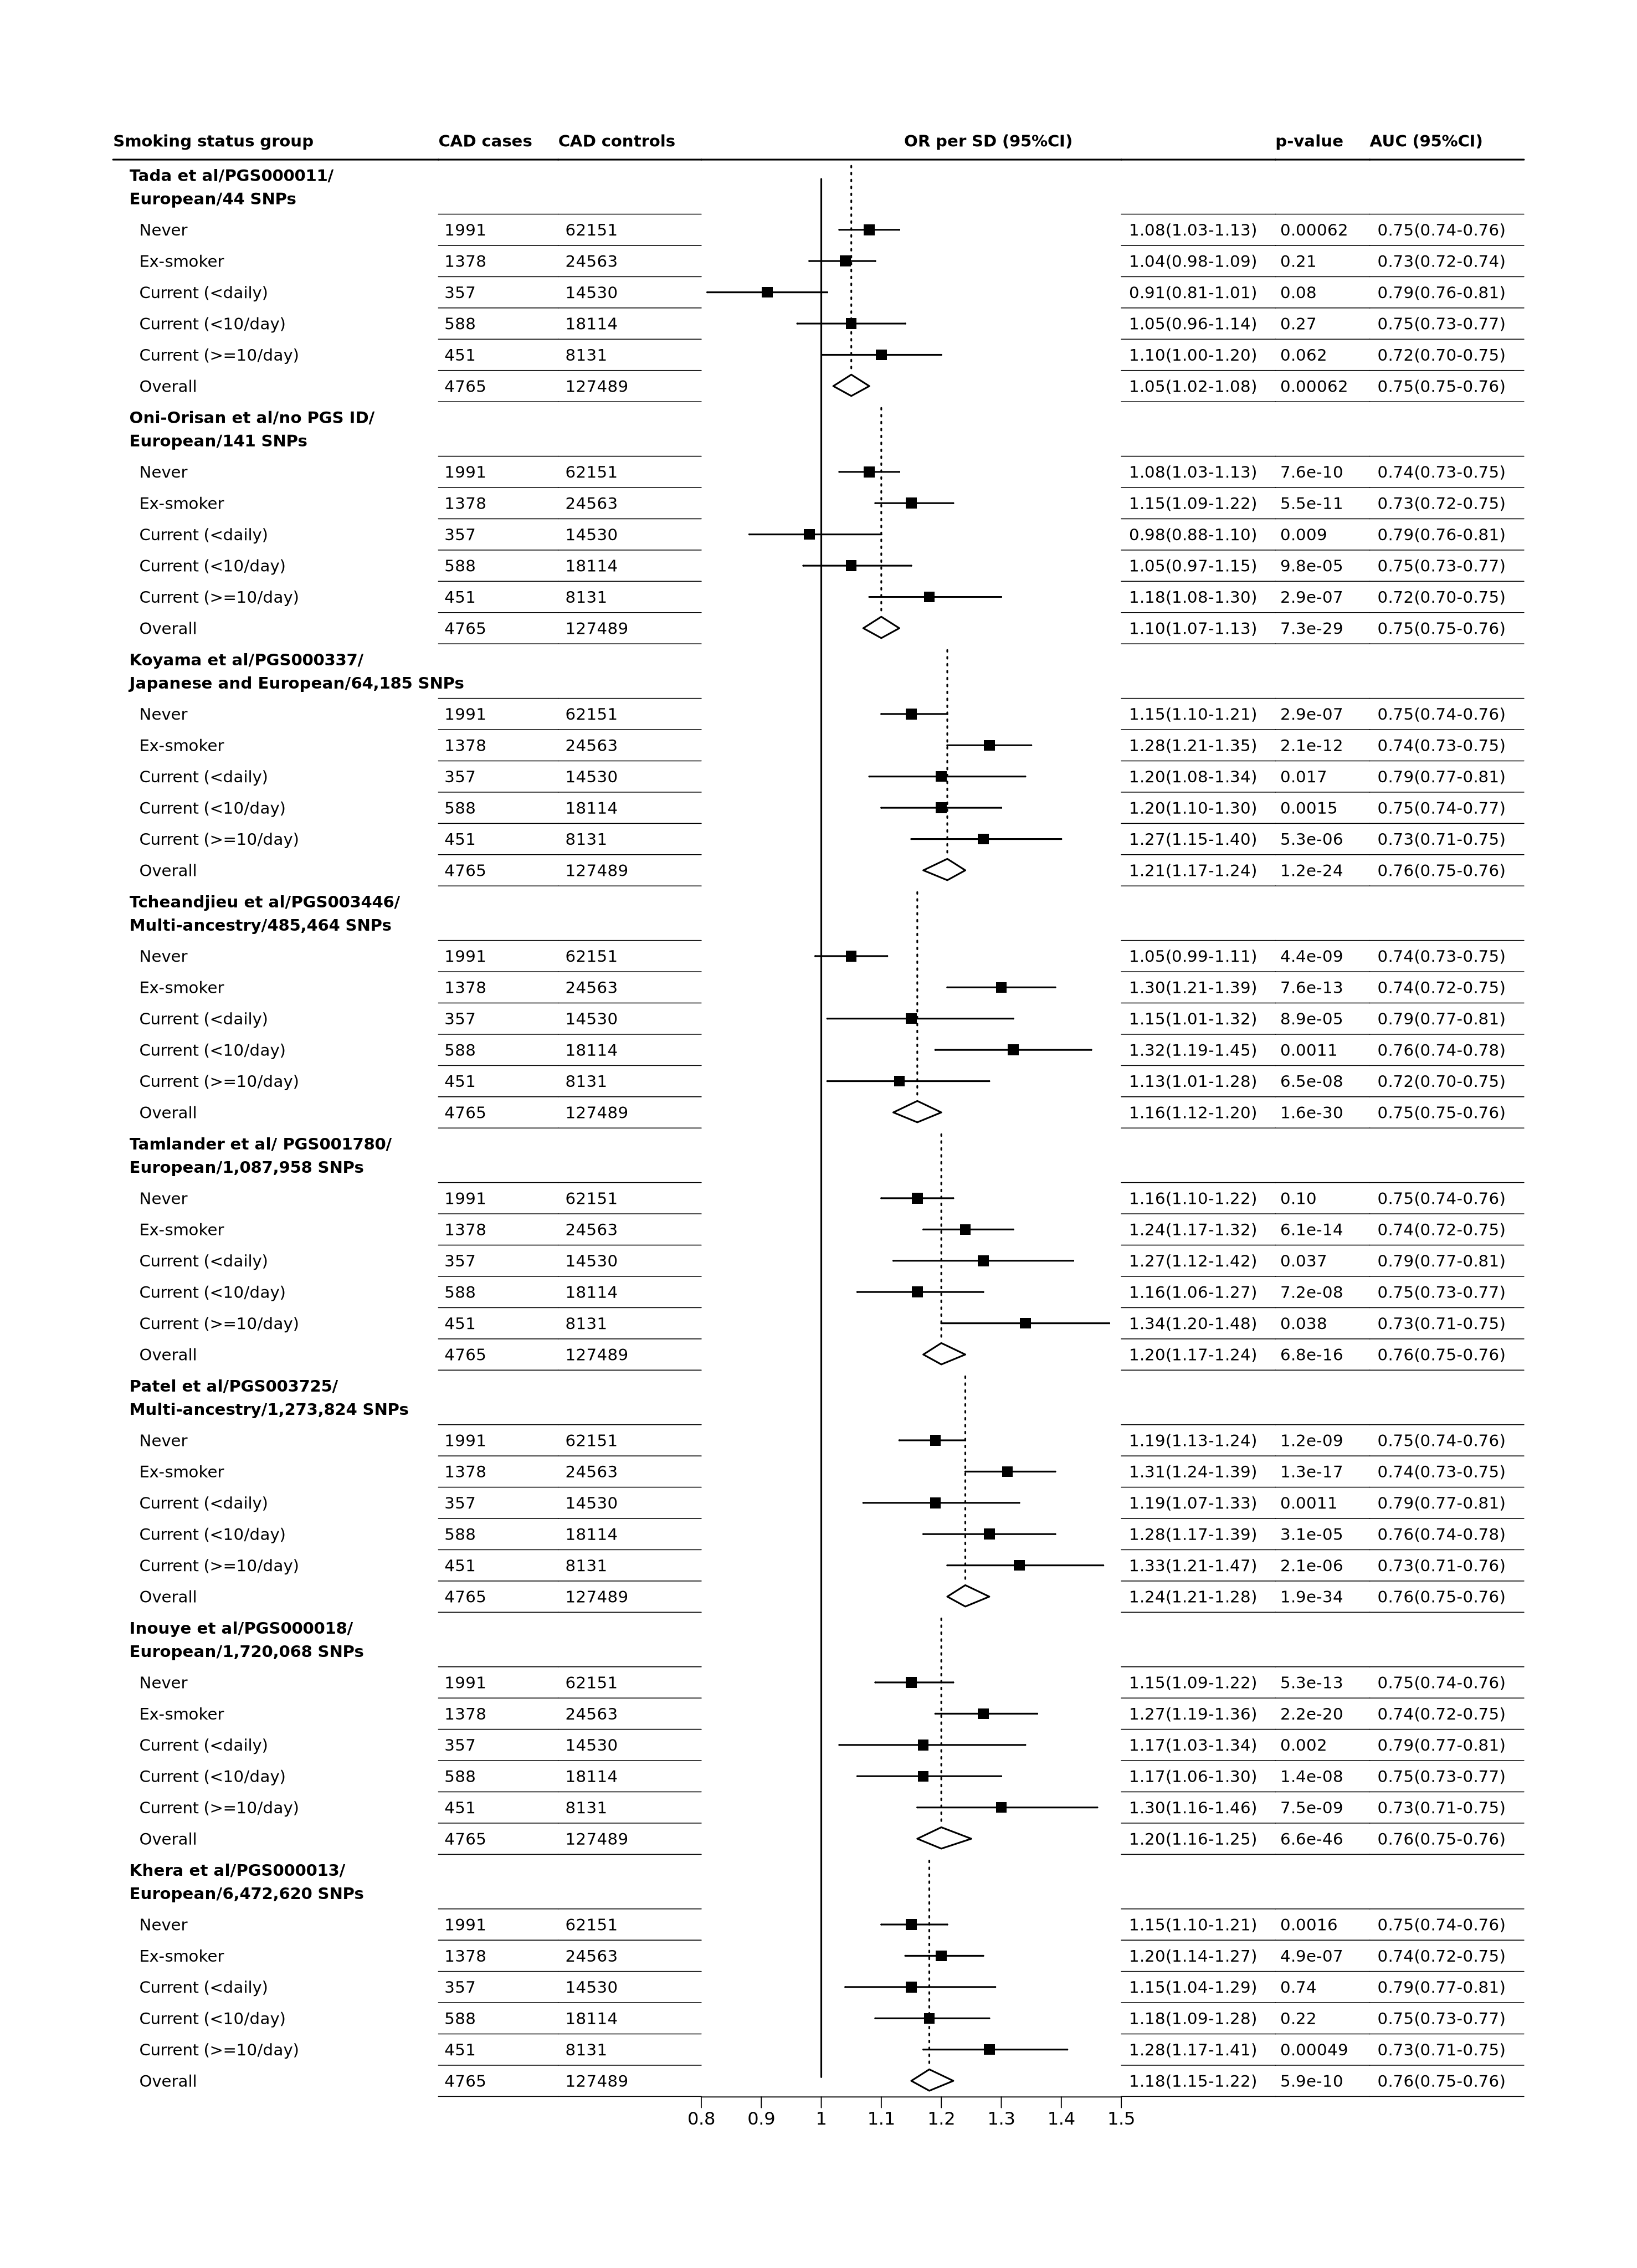 Smoking status group CAD cases CAD controls OR per SD (95%CI) p-value AUC (95%CI)
Tada et al/PGS000011/
European/44 SNPs
Never 1991 62151 1.08(1.03-1.13) 0.00062 0.75(0.74-0.76)
Ex-smoker 1378 24563 1.04(0.98-1.09) 0.21 0.73(0.72-0.74)
Current (<daily) 357 14530 0.91(0.81-1.01) 0.08 0.79(0.76-0.81)
Current (<10/day) 588 18114 1.05(0.96-1.14) 0.27 0.75(0.73-0.77)
Current (>=10/day) 451 8131 1.10(1.00-1.20) 0.062 0.72(0.70-0.75)
Overall 4765 127489 1.05(1.02-1.08) 0.00062 0.75(0.75-0.76)
Oni-Orisan et al/no PGS ID/
European/141 SNPs
Never 1991 62151 1.08(1.03-1.13) 7.6e-10 0.74(0.73-0.75)
Ex-smoker 1378 24563 1.15(1.09-1.22) 5.5e-11 0.73(0.72-0.75)
Current (<daily) 357 14530 0.98(0.88-1.10) 0.009 0.79(0.76-0.81)
Current (<10/day) 588 18114 1.05(0.97-1.15) 9.8e-05 0.75(0.73-0.77)
Current (>=10/day) 451 8131 1.18(1.08-1.30) 2.9e-07 0.72(0.70-0.75)
Overall 4765 127489 1.10(1.07-1.13) 7.3e-29 0.75(0.75-0.76)
Koyama et al/PGS000337/
Japanese and European/64,185 SNPs
Never 1991 62151 1.15(1.10-1.21) 2.9e-07 0.75(0.74-0.76)
Ex-smoker 1378 24563 1.28(1.21-1.35) 2.1e-12 0.74(0.73-0.75)
Current (<daily) 357 14530 1.20(1.08-1.34) 0.017 0.79(0.77-0.81)
Current (<10/day) 588 18114 1.20(1.10-1.30) 0.0015 0.75(0.74-0.77)
Current (>=10/day) 451 8131 1.27(1.15-1.40) 5.3e-06 0.73(0.71-0.75)
Overall 4765 127489 1.21(1.17-1.24) 1.2e-24 0.76(0.75-0.76)
Tcheandjieu et al/PGS003446/
Multi-ancestry/485,464 SNPs
Never 1991 62151 1.05(0.99-1.11) 4.4e-09 0.74(0.73-0.75)
Ex-smoker 1378 24563 1.30(1.21-1.39) 7.6e-13 0.74(0.72-0.75)
Current (<daily) 357 14530 1.15(1.01-1.32) 8.9e-05 0.79(0.77-0.81)
Current (<10/day) 588 18114 1.32(1.19-1.45) 0.0011 0.76(0.74-0.78)
Current (>=10/day) 451 8131 1.13(1.01-1.28) 6.5e-08 0.72(0.70-0.75)
Overall 4765 127489 1.16(1.12-1.20) 1.6e-30 0.75(0.75-0.76)
Tamlander et al/ PGS001780/
European/1,087,958 SNPs
Never 1991 62151 1.16(1.10-1.22) 0.10 0.75(0.74-0.76)
Ex-smoker 1378 24563 1.24(1.17-1.32) 6.1e-14 0.74(0.72-0.75)
Current (<daily) 357 14530 1.27(1.12-1.42) 0.037 0.79(0.77-0.81)
Current (<10/day) 588 18114 1.16(1.06-1.27) 7.2e-08 0.75(0.73-0.77)
Current (>=10/day) 451 8131 1.34(1.20-1.48) 0.038 0.73(0.71-0.75)
Overall 4765 127489 1.20(1.17-1.24) 6.8e-16 0.76(0.75-0.76)
Patel et al/PGS003725/
Multi-ancestry/1,273,824 SNPs
Never 1991 62151 1.19(1.13-1.24) 1.2e-09 0.75(0.74-0.76)
Ex-smoker 1378 24563 1.31(1.24-1.39) 1.3e-17 0.74(0.73-0.75)
Current (<daily) 357 14530 1.19(1.07-1.33) 0.0011 0.79(0.77-0.81)
Current (<10/day) 588 18114 1.28(1.17-1.39) 3.1e-05 0.76(0.74-0.78)
Current (>=10/day) 451 8131 1.33(1.21-1.47) 2.1e-06 0.73(0.71-0.76)
Overall 4765 127489 1.24(1.21-1.28) 1.9e-34 0.76(0.75-0.76)
Inouye et al/PGS000018/
European/1,720,068 SNPs
Never 1991 62151 1.15(1.09-1.22) 5.3e-13 0.75(0.74-0.76)
Ex-smoker 1378 24563 1.27(1.19-1.36) 2.2e-20 0.74(0.72-0.75)
Current (<daily) 357 14530 1.17(1.03-1.34) 0.002 0.79(0.77-0.81)
Current (<10/day) 588 18114 1.17(1.06-1.30) 1.4e-08 0.75(0.73-0.77)
Current (>=10/day) 451 8131 1.30(1.16-1.46) 7.5e-09 0.73(0.71-0.75)
Overall 4765 127489 1.20(1.16-1.25) 6.6e-46 0.76(0.75-0.76)
Khera et al/PGS000013/
European/6,472,620 SNPs
Never 1991 62151 1.15(1.10-1.21) 0.0016 0.75(0.74-0.76)
Ex-smoker 1378 24563 1.20(1.14-1.27) 4.9e-07 0.74(0.72-0.75)
Current (<daily) 357 14530 1.15(1.04-1.29) 0.74 0.79(0.77-0.81)
Current (<10/day) 588 18114 1.18(1.09-1.28) 0.22 0.75(0.73-0.77)
Current (>=10/day) 451 8131 1.28(1.17-1.41) 0.00049 0.73(0.71-0.75)
Overall 4765 127489 1.18(1.15-1.22) 5.9e-10 0.76(0.75-0.76)
0.8 0.9 1 1.1 1.2 1.3 1.4 1.5